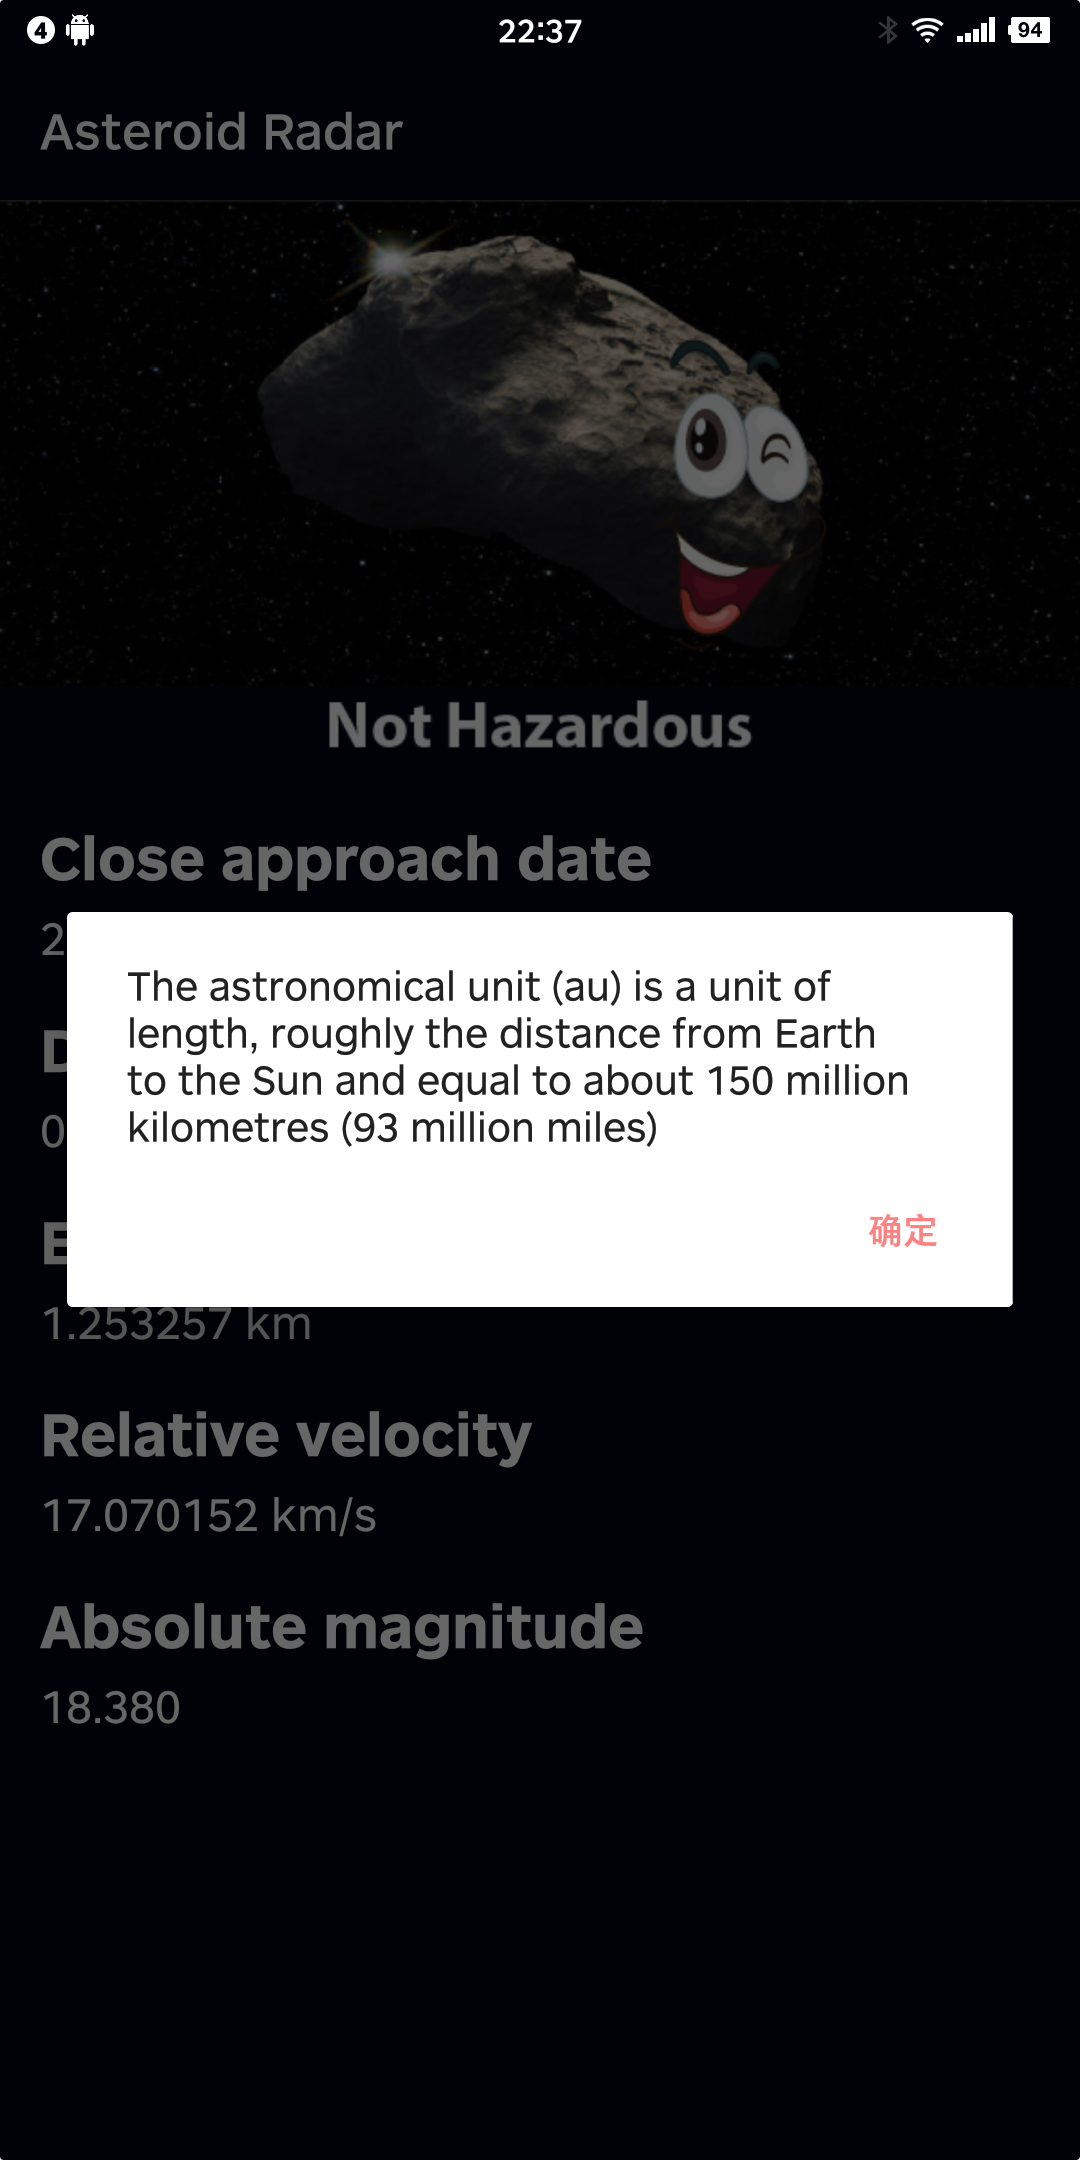 4 22:37 94
Asteroid Radar
Not Hazardous
Close approach date
The astronomical unit (au) is a unit of
length, roughly the distance from Earth
to the Sun and equal to about 150 million
kilometres (93 million miles)
确定
1.253257 km
Relative velocity
17.070152 km/s
Absolute magnitude
18.380